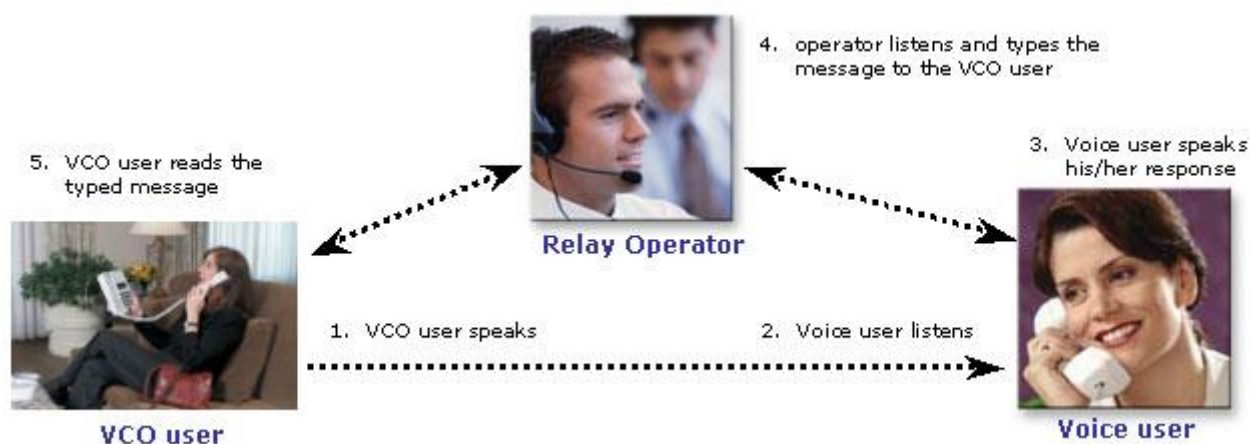 4. operator listens and types the
message to the VCO user
3. Voice user speaks
his/her response
5. VCO user reads the
typed message
Relay Operator
1. VCO user speaks
2. Voice user listens
VCO user
Voice user